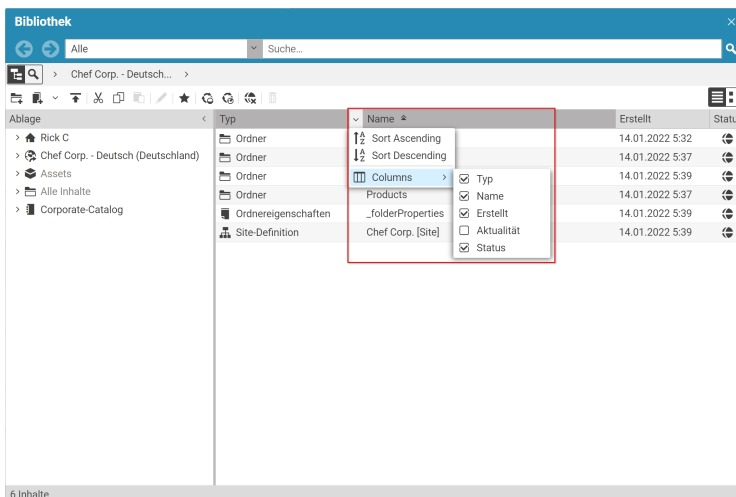 Bibliothek
Alle
Suche...
Chef Corp. - Deutsch...
Ablage
Typ
Name
Erstellt
Statu
Rick C
Chef Corp. - Deutsch (Deutschland)
Assets
Alle Inhalte
Corporate-Catalog
Ordner
14.01.2022 5:32
Ordner
14.01.2022 5:37
Ordner
14.01.2022 5:39
Ordner
Products
14.01.2022 5:37
Ordnereigenschaften
_folderProperties
14.01.2022 5:39
Site-Definition
Chef Corp. [Site]
14.01.2022 5:39
Sort Ascending
Sort Descending
Columns
Typ
Name
Erstellt
Aktualität
Status
6 Inhalte